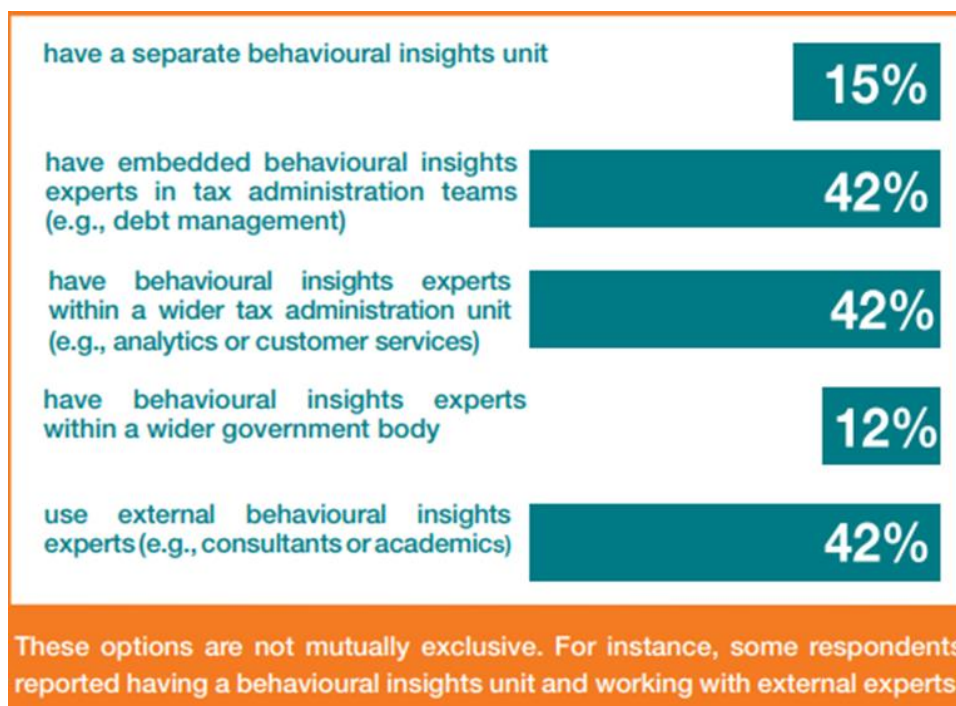 have a separate behavioural insights unit
15%
have embedded behavioural insights
experts in tax administration teams
(e.g., debt management)
42%
have behavioural insights experts
within a wider tax administration unit
(e.g., analytics or customer services)
42%
have behavioural insights experts
within a wider government body
12%
use external behavioural insights
experts (e.g., consultants or academics)
42%
These options are not mutually exclusive. For instance, some respondents
reported having a behavioural insights unit and working with external experts